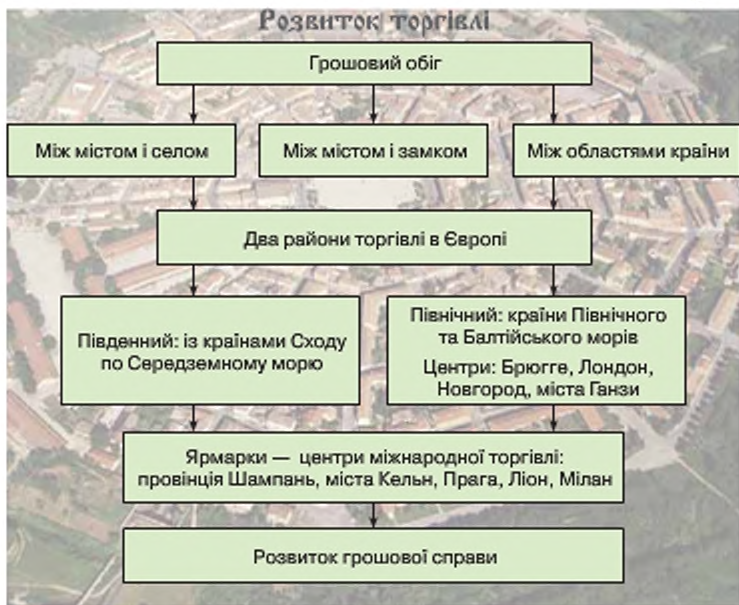 Розвиток торгівлі
Грошовий обіг
Між містом і селом
Між містом і замком
Між областями країни
Два райони торгівлі в Європі
Південний: із країнами Сходу
по Середземному морю
Північний: країни Північного
та Балтійського морів
Центри: Брюгге, Лондон,
Новгород, міста Ганзи
Ярмарки — центри міжнародної торгівлі:
провінція Шампань, міста Кельн, Прага, Ліон, Мілан
Розвиток грошової справи